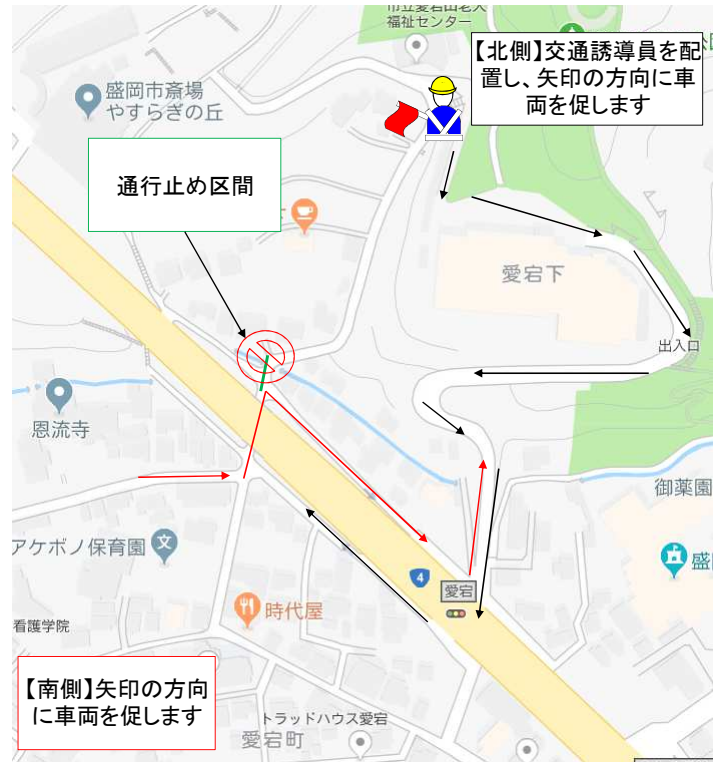 市立愛宕山老人
福祉センター
【北側】交通誘導員を配
置し、矢印の方向に車
両を促します
盛岡市斎場
やすらぎの丘
通行止め区間
愛宕下
出入口
恩流寺
御薬園
アケボノ保育園
文
盛
4
愛宕
時代屋
看護学院
【南側】矢印の方向
に車両を促します
トラッドハウス愛宕
愛宕町